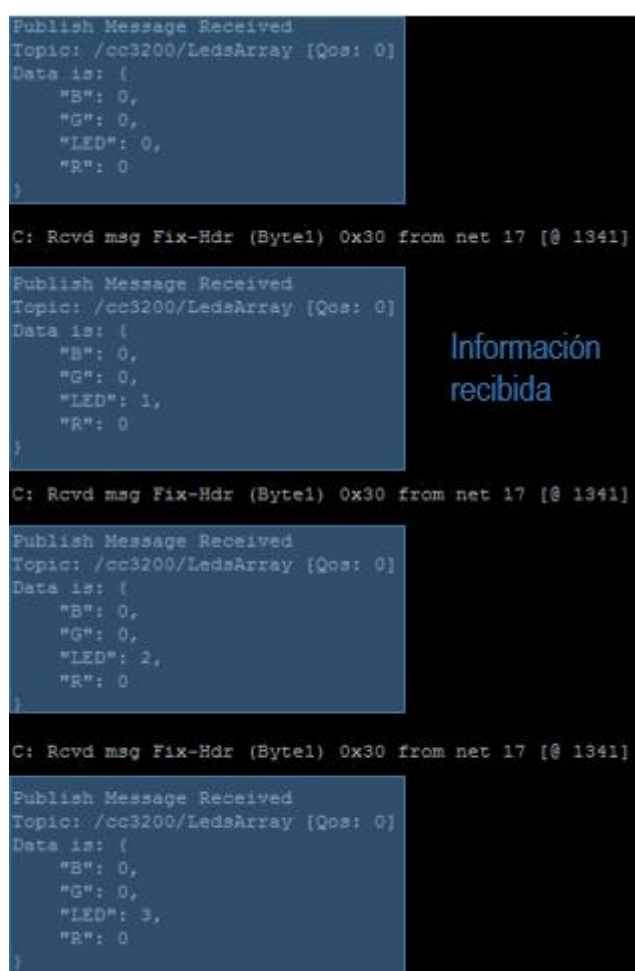 Publish Message Received
Topic: /cc3200/LedsArray [Qos: 0]
Data is: {
"B": 0,
"G": 0,
"LED": 0,
"R": 0
}
C: Rcvd msg Fix-Hdr (Byte1) 0x30 from net 17 [@ 1341]
Publish Message Received
Topic: /cc3200/LedsArray [Qos: 0]
Data is: {
"B": 0,
"G": 0,
"LED": 1,
"R": 0
}
Información
recibida
C: Rcvd msg Fix-Hdr (Byte1) 0x30 from net 17 [@ 1341]
Publish Message Received
Topic: /cc3200/LedsArray [Qos: 0]
Data is: {
"B": 0,
"G": 0,
"LED": 2,
"R": 0
}
C: Rcvd msg Fix-Hdr (Byte1) 0x30 from net 17 [@ 1341]
Publish Message Received
Topic: /cc3200/LedsArray [Qos: 0]
Data is: {
"B": 0,
"G": 0,
"LED": 3,
"R": 0
}